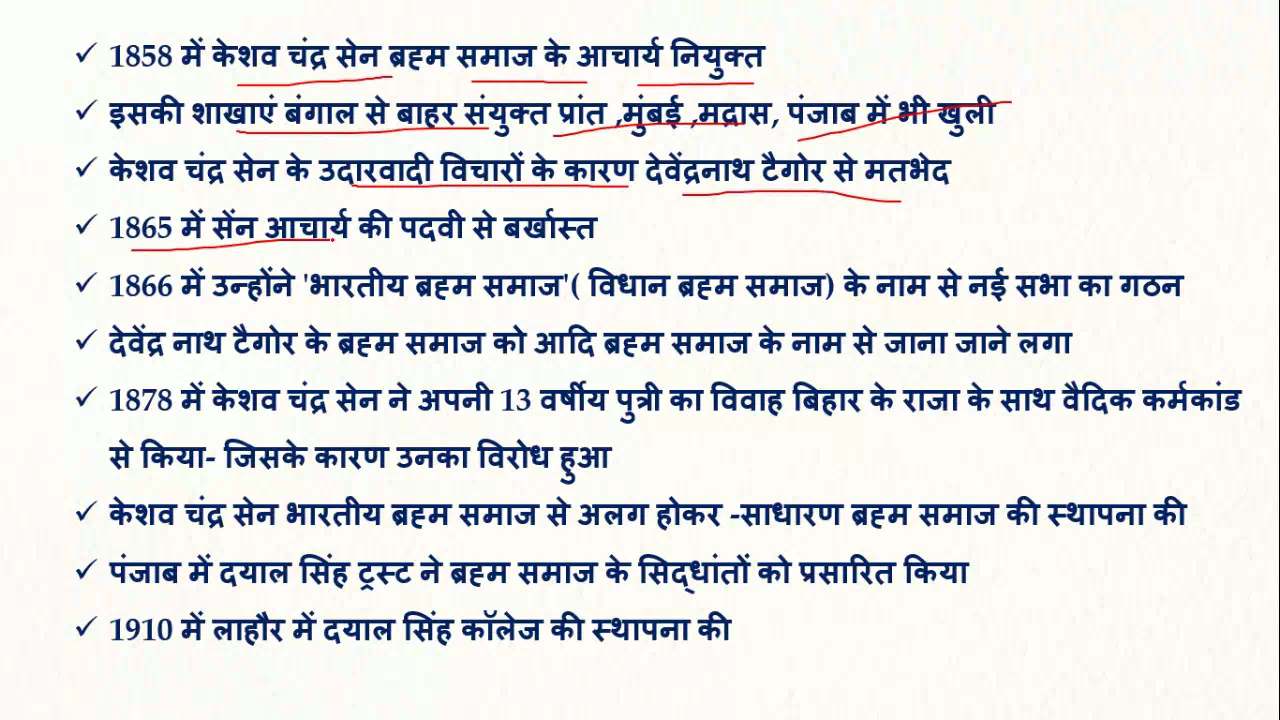 ✓ 1858 में केशव चंद्र सेन ब्रह्म समाज के आचार्य नियुक्त
✓ इसकी शाखाएं बंगाल से बाहर संयुक्त प्रांत ,मुंबई ,मद्रास, पंजाब में भी खुली
✓ केशव चंद्र सेन के उदारवादी विचारों के कारण देवेंद्रनाथ टैगोर से मतभेद
✓ 1865 में सेंन आचार्य की पदवी से बर्खास्त
✓ 1866 में उन्होंने 'भारतीय ब्रह्म समाज'( विधान ब्रह्म समाज) के नाम से नई सभा का गठन
✓ देवेंद्र नाथ टैगोर के ब्रह्म समाज को आदि ब्रह्म समाज के नाम से जाना जाने लगा
✓ 1878 में केशव चंद्र सेन ने अपनी 13 वर्षीय पुत्री का विवाह बिहार के राजा के साथ वैदिक कर्मकांड
से किया- जिसके कारण उनका विरोध हुआ
✓ केशव चंद्र सेन भारतीय ब्रह्म समाज से अलग होकर -साधारण ब्रह्म समाज की स्थापना की
✓ पंजाब में दयाल सिंह ट्रस्ट ने ब्रह्म समाज के सिद्धांतों को प्रसारित किया
✓ 1910 में लाहौर में दयाल सिंह कॉलेज की स्थापना की